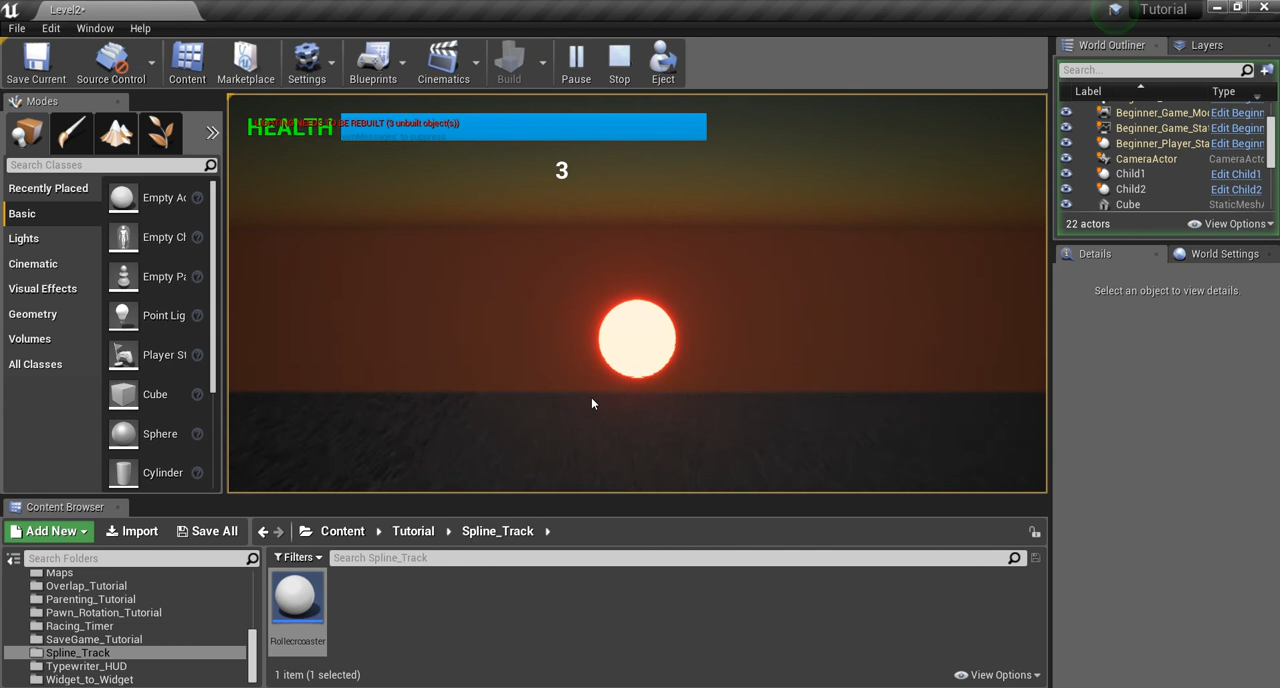 Level2*
Tutorial
File Edit Window Help
Save Current
Source Control
Content
Marketplace
Settings
Blueprints
Cinematics
Build
Pause
Stop
Eject
World Outliner
Layers
Search...
Label Type
Beginner_Game_Mo Edit Beginn
Beginner_Game_Sta Edit Beginn
Beginner_Player_Sta Edit Beginn
CameraActor CameraActo
Child1 Edit Child1
Child2 Edit Child2
Cube StaticMeshA
22 actors
View Options
Details
World Settings
Select an object to view details.
Modes
Search Classes
Recently Placed
Basic
Lights
Cinematic
Visual Effects
Geometry
Volumes
All Classes
Empty Ac
Empty Ch
Empty Pa
Point Lig
Player St
Cube
Sphere
Cylinder
HEALTH
LIGHTING NEEDS TO BE REBUILT (3 unbuilt object(s))
3
Content Browser
Add New
Import
Save All
Content Tutorial Spline_Track
Search Folders
Filters
Search Spline_Track
Maps
Overlap_Tutorial
Parenting_Tutorial
Pawn_Rotation_Tutorial
Racing_Timer
SaveGame_Tutorial
Spline_Track
Typewriter_HUD
Widget_to_Widget
Rollecroaster
1 item (1 selected)
View Options